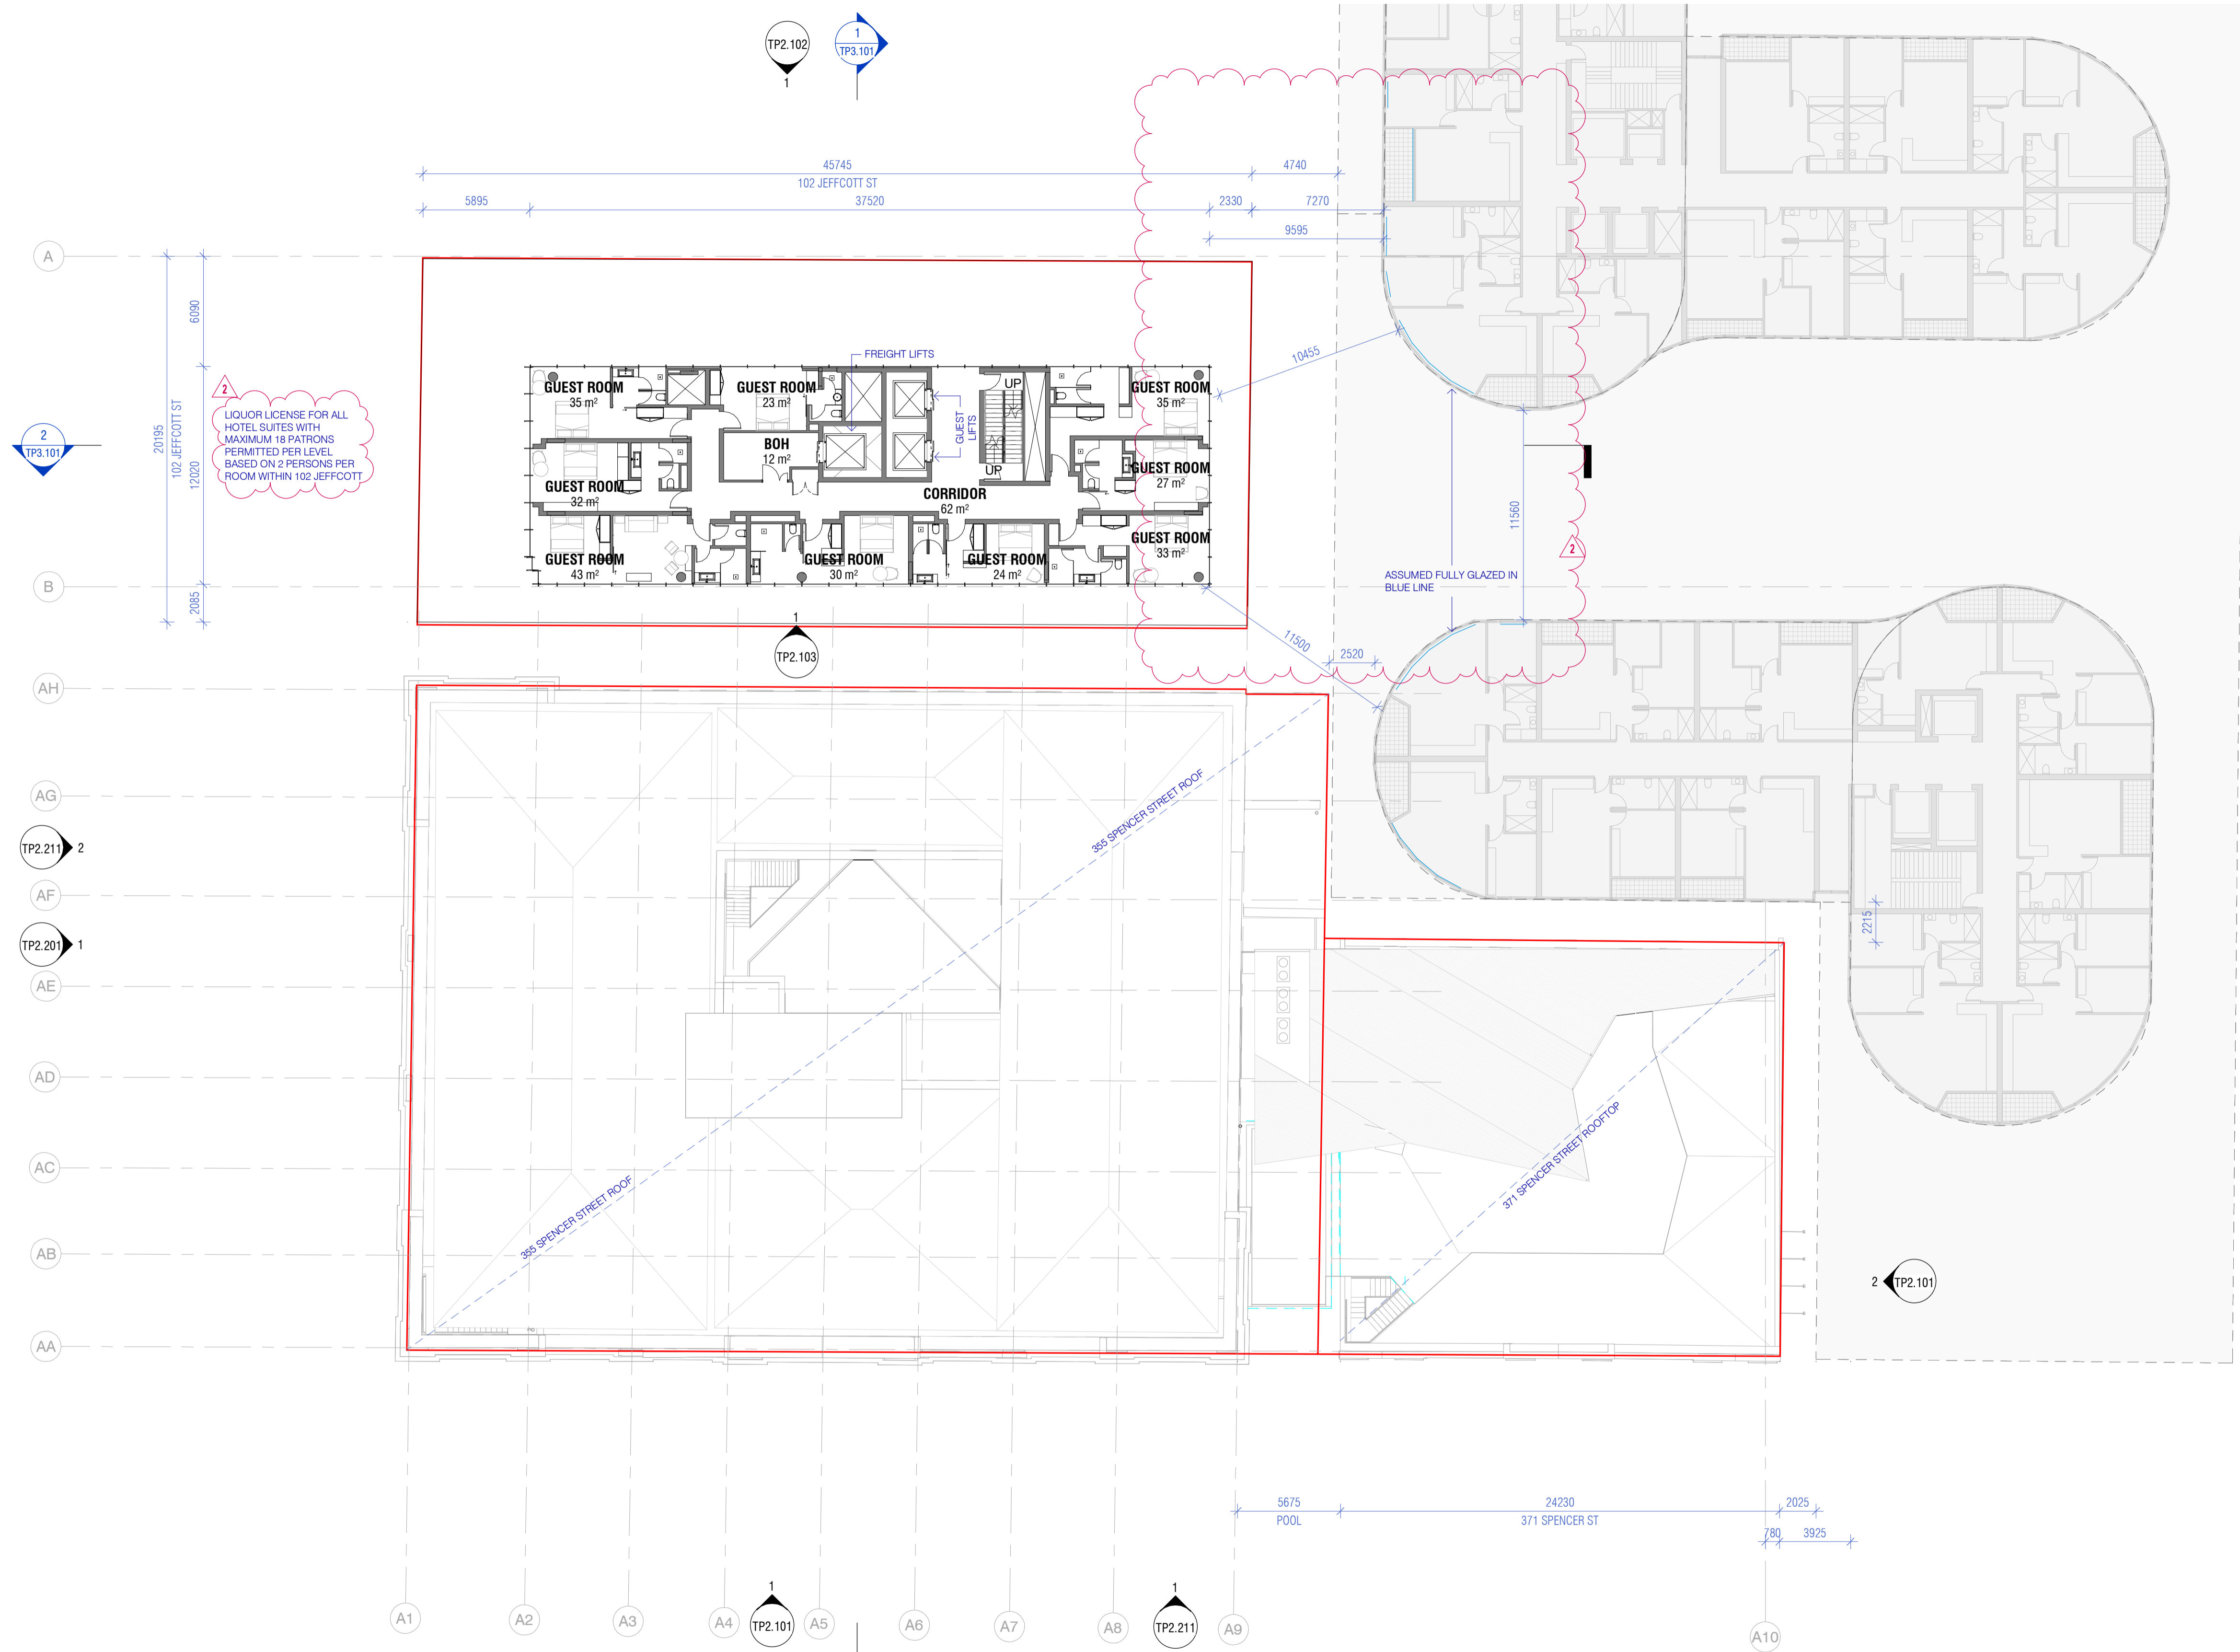 TP2.102
1
1
TP3.101
45745
4740
102 JEFFCOTT ST
5895
37520
2330
7270
9595
A
6090
20195
102 JEFFCOTT ST
12020
2085
2
TP3.101
2
LIQUOR LICENSE FOR ALL
HOTEL SUITES WITH
MAXIMUM 18 PATRONS
PERMITTED PER LEVEL
BASED ON 2 PERSONS PER
ROOM WITHIN 102 JEFFCOTT
FREIGHT LIFTS
GUEST ROOM
35 m²
GUEST ROOM
23 m²
UP
GUEST ROOM
35 m²
GUEST
LIFTS
BOH
12 m²
UP
GUEST ROOM
27 m²
GUEST ROOM
32 m²
CORRIDOR
62 m²
GUEST ROOM
33 m²
GUEST ROOM
43 m²
GUEST ROOM
30 m²
GUEST ROOM
24 m²
10455
11560
2
ASSUMED FULLY GLAZED IN
BLUE LINE
B
1
TP2.103
11500
2520
AH
AG
355 SPENCER STREET ROOF
TP2.211
2
AF
2215
TP2.201
1
AE
AD
371 SPENCER STREET ROOFTOP
AC
355 SPENCER STREET ROOF
AB
2
TP2.101
AA
5675
24230
2025
POOL
371 SPENCER ST
780
3925
1
1
A1
A2
A3
A4
TP2.101
A5
A6
A7
A8
TP2.211
A9
A10